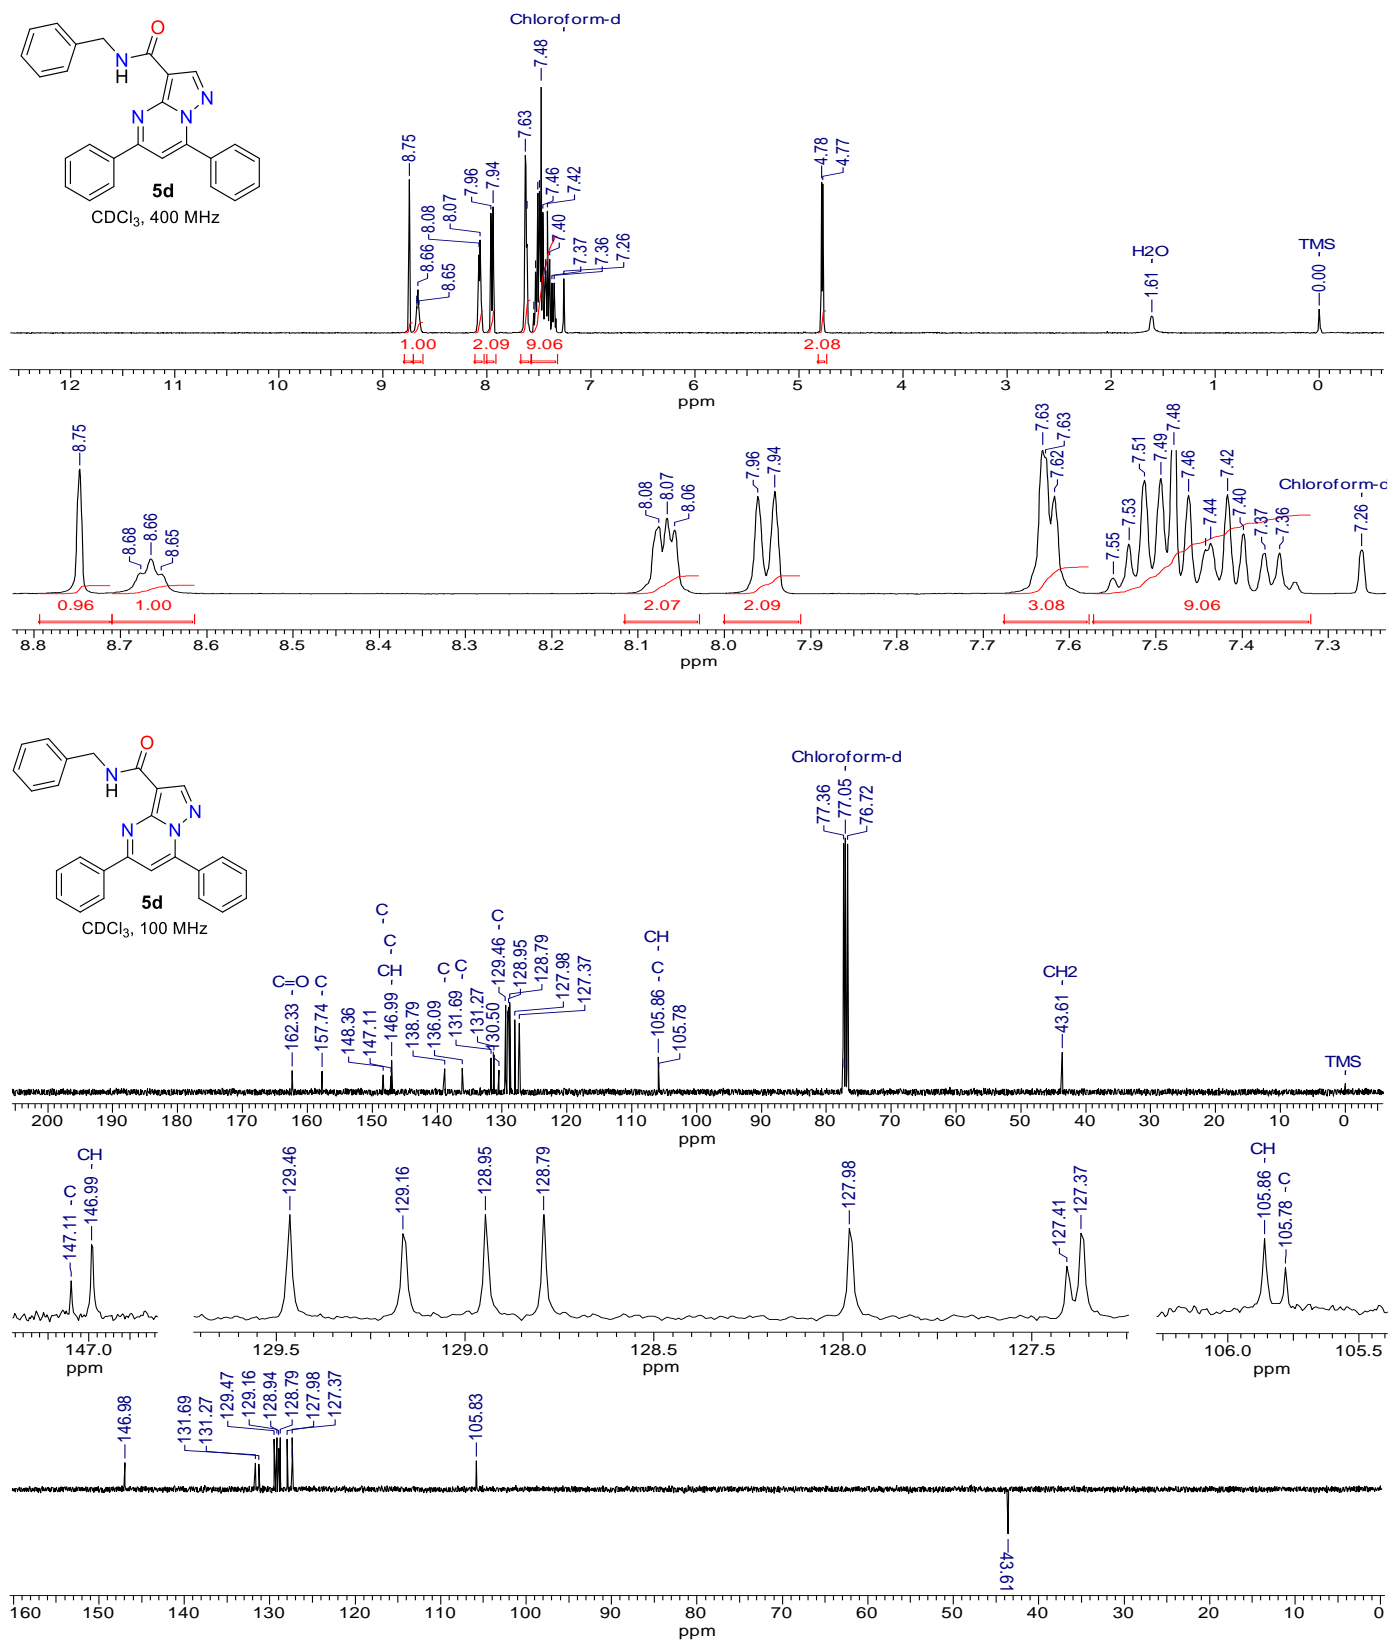 Chloroform-d
O
N
H
N
N
N
5d
CDCl3, 400 MHz
8.75
8.66
8.65
8.08
8.07
7.96
7.94
7.63
7.48
7.46
7.42
7.40
7.37
7.36
7.26
4.78
4.77
H2O
1.61
TMS
0.00
1.00 2.09 9.06 2.08
12 11 10 9 8 7 6 5 4 3 2 1 0
ppm
8.75
8.68
8.66
8.65
8.08
8.07
8.06
7.96
7.94
7.63
7.63
7.62
7.55
7.53
7.51
7.49
7.48
7.46
7.44
7.42
7.40
7.37
7.36
Chloroform-d
7.26
0.96 1.00 2.07 2.09 3.08 9.06
8.8 8.7 8.6 8.5 8.4 8.3 8.2 8.1 8.0 7.9 7.8 7.7 7.6 7.5 7.4 7.3
ppm
O
N
H
N
N
N
5d
CDCl3, 100 MHz
C=O
162.33
C
157.74
C
148.36
C
147.11
CH
146.99
C
138.79
C
136.09
131.69
131.27
130.50
C
129.46
128.95
128.79
127.98
127.37
CH
C
105.86
105.78
Chloroform-d
77.36
77.05
76.72
CH2
43.61
TMS
200 190 180 170 160 150 140 130 120 110 100 90 80 70 60 50 40 30 20 10 0
ppm
147.11 C
146.99 CH
129.46
129.16
128.95
128.79
127.98
127.41
127.37
105.86 CH
105.78 C
147.0
ppm
129.5 129.0 128.5 128.0 127.5
ppm
106.0 105.5
ppm
146.98
131.69
131.27
129.47
129.16
128.94
128.79
127.98
127.37
105.83
43.61
160 150 140 130 120 110 100 90 80 70 60 50 40 30 20 10 0
ppm